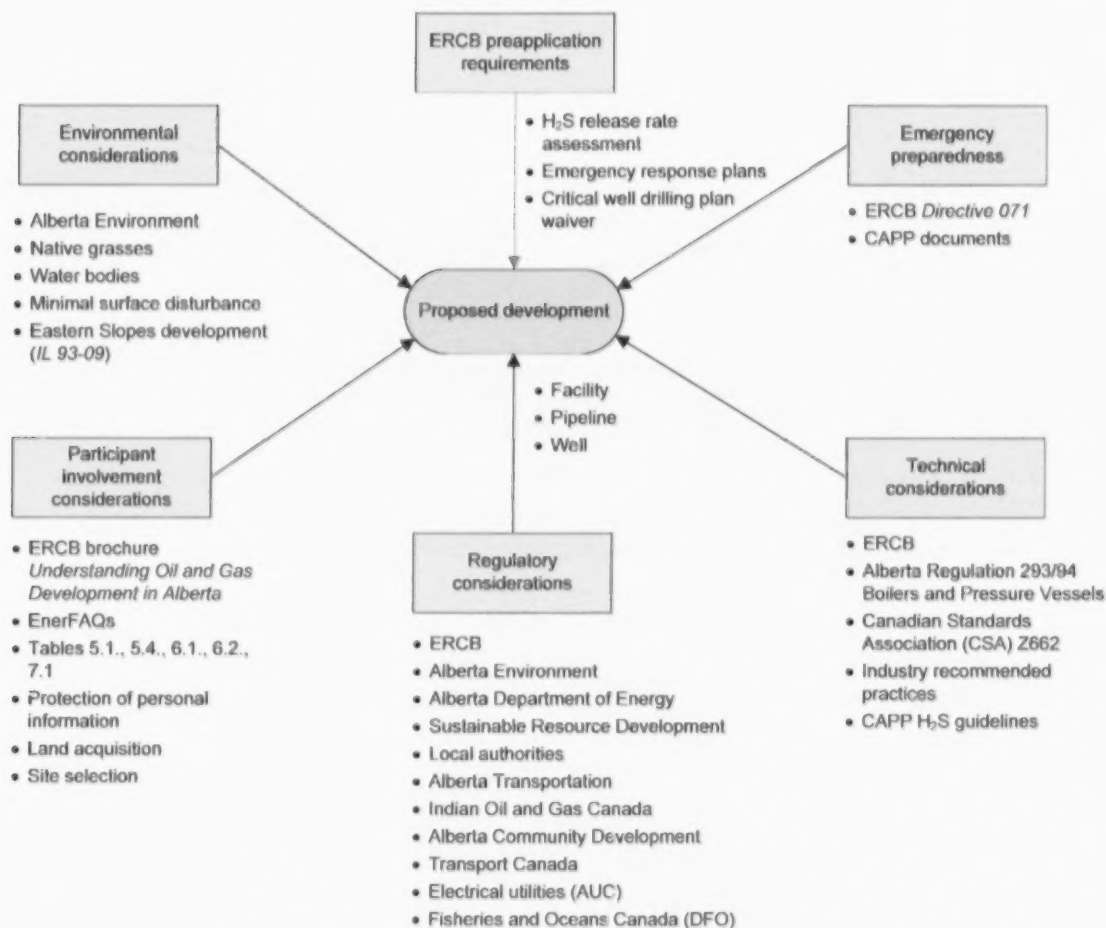 ERCB preapplication
requirements
• H₂S release rate
assessment
• Emergency response plans
• Critical well drilling plan
waiver
Environmental
considerations
• Alberta Environment
• Native grasses
• Water bodies
• Minimal surface disturbance
• Eastern Slopes development
(IL 93-09)
Emergency
preparedness
• ERCB Directive 071
• CAPP documents
Proposed development
• Facility
• Pipeline
• Well
Participant
involvement
considerations
• ERCB brochure
Understanding Oil and Gas
Development in Alberta
• EnerFAQs
• Tables 5.1., 5.4., 6.1., 6.2.,
7.1
• Protection of personal
information
• Land acquisition
• Site selection
Regulatory
considerations
• ERCB
• Alberta Environment
• Alberta Department of Energy
• Sustainable Resource Development
• Local authorities
• Alberta Transportation
• Indian Oil and Gas Canada
• Alberta Community Development
• Transport Canada
• Electrical utilities (AUC)
• Fisheries and Oceans Canada (DFO)
Technical
considerations
• ERCB
• Alberta Regulation 293/94
Boilers and Pressure Vessels
• Canadian Standards
Association (CSA) Z662
• Industry recommended
practices
• CAPP H₂S guidelines